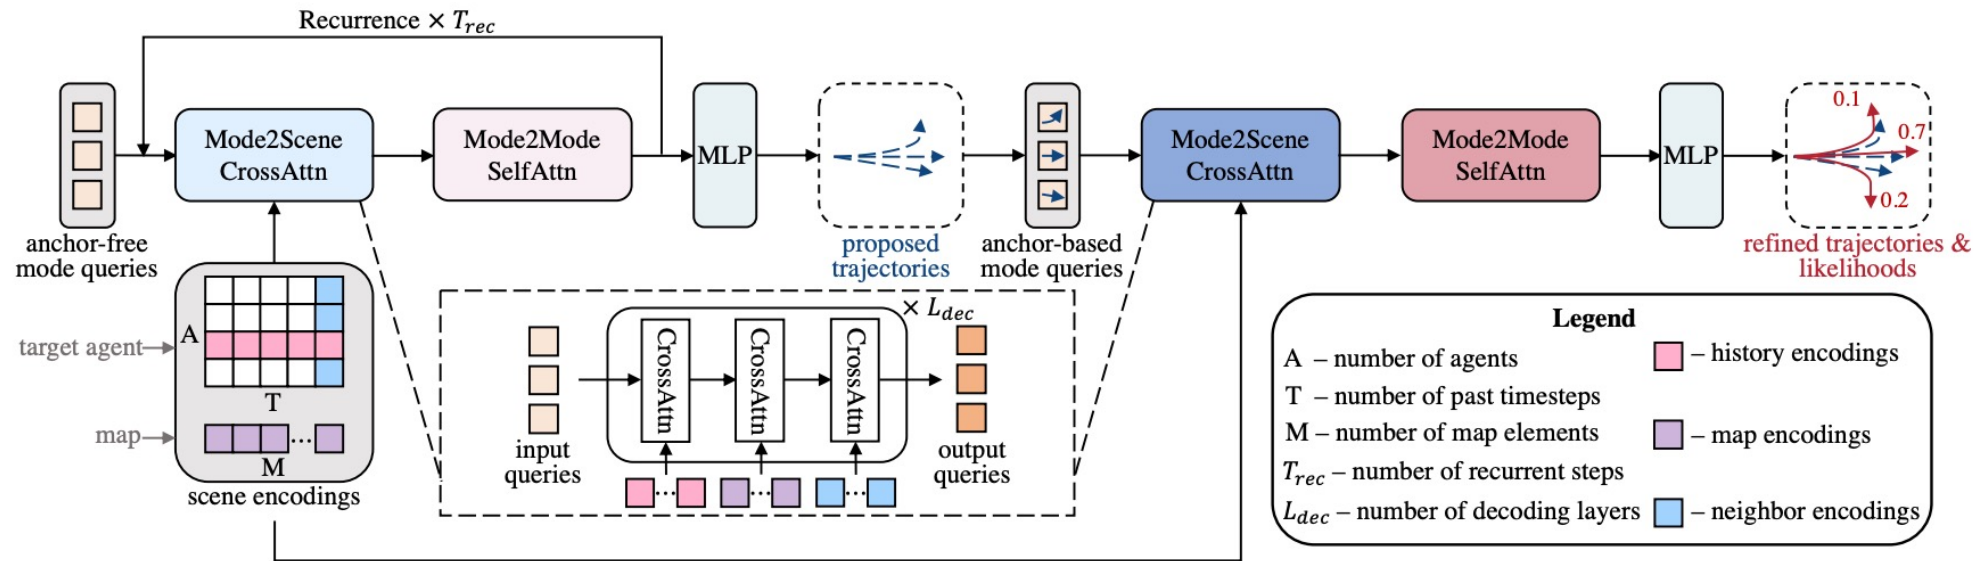 Recurrence × T_rec
anchor-free
mode queries
Mode2Scene
CrossAttn
Mode2Mode
SelfAttn
MLP
proposed
trajectories
anchor-based
mode queries
Mode2Scene
CrossAttn
Mode2Mode
SelfAttn
MLP
0.1
0.7
0.2
refined trajectories &
likelihoods
target agent
A
T
map
...
M
scene encodings
input
queries
CrossAttn
CrossAttn
CrossAttn
× L_dec
output
queries
... ... ...
Legend
A – number of agents
T – number of past timesteps
M – number of map elements
T_rec – number of recurrent steps
L_dec – number of decoding layers
– history encodings
– map encodings
– neighbor encodings